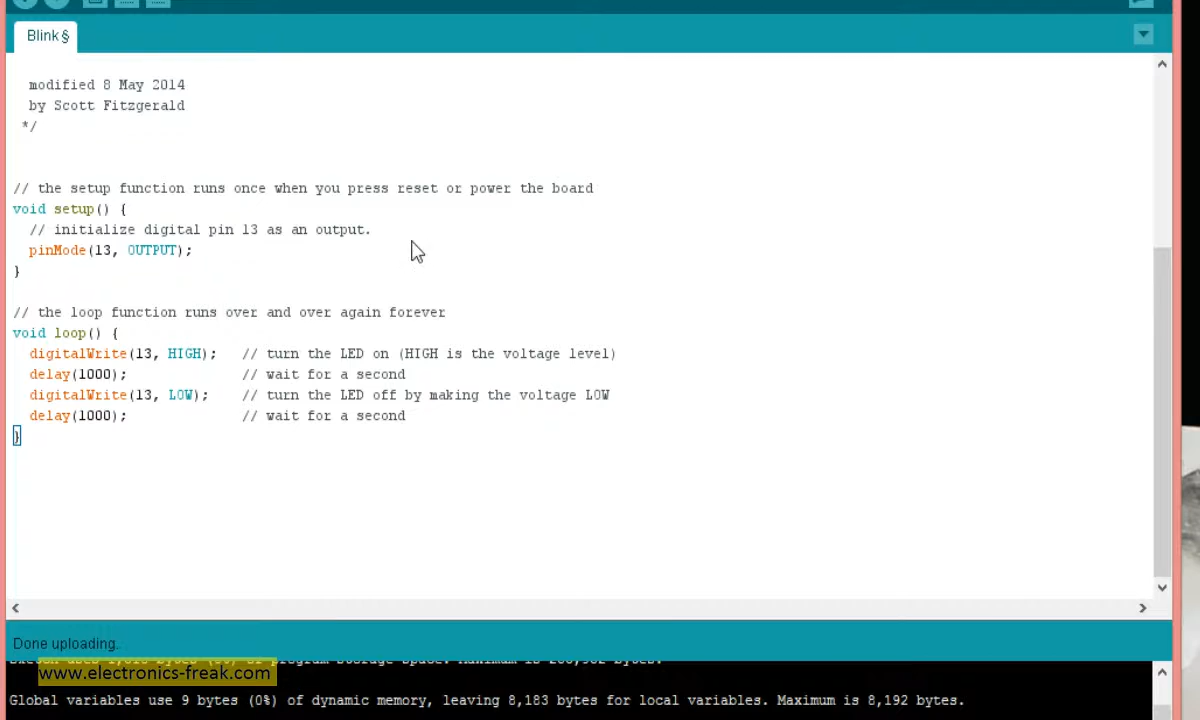 Blink §
modified 8 May 2014
by Scott Fitzgerald
*/
// the setup function runs once when you press reset or power the board
void setup() {
// initialize digital pin 13 as an output.
pinMode(13, OUTPUT);
}
// the loop function runs over and over again forever
void loop() {
digitalWrite(13, HIGH);   // turn the LED on (HIGH is the voltage level)
delay(1000);              // wait for a second
digitalWrite(13, LOW);    // turn the LED off by making the voltage LOW
delay(1000);              // wait for a second
}
Done uploading.
program storage space. Maximum is
www.electronics-freak.com
Global variables use 9 bytes (0%) of dynamic memory, leaving 8,183 bytes for local variables. Maximum is 8,192 bytes.